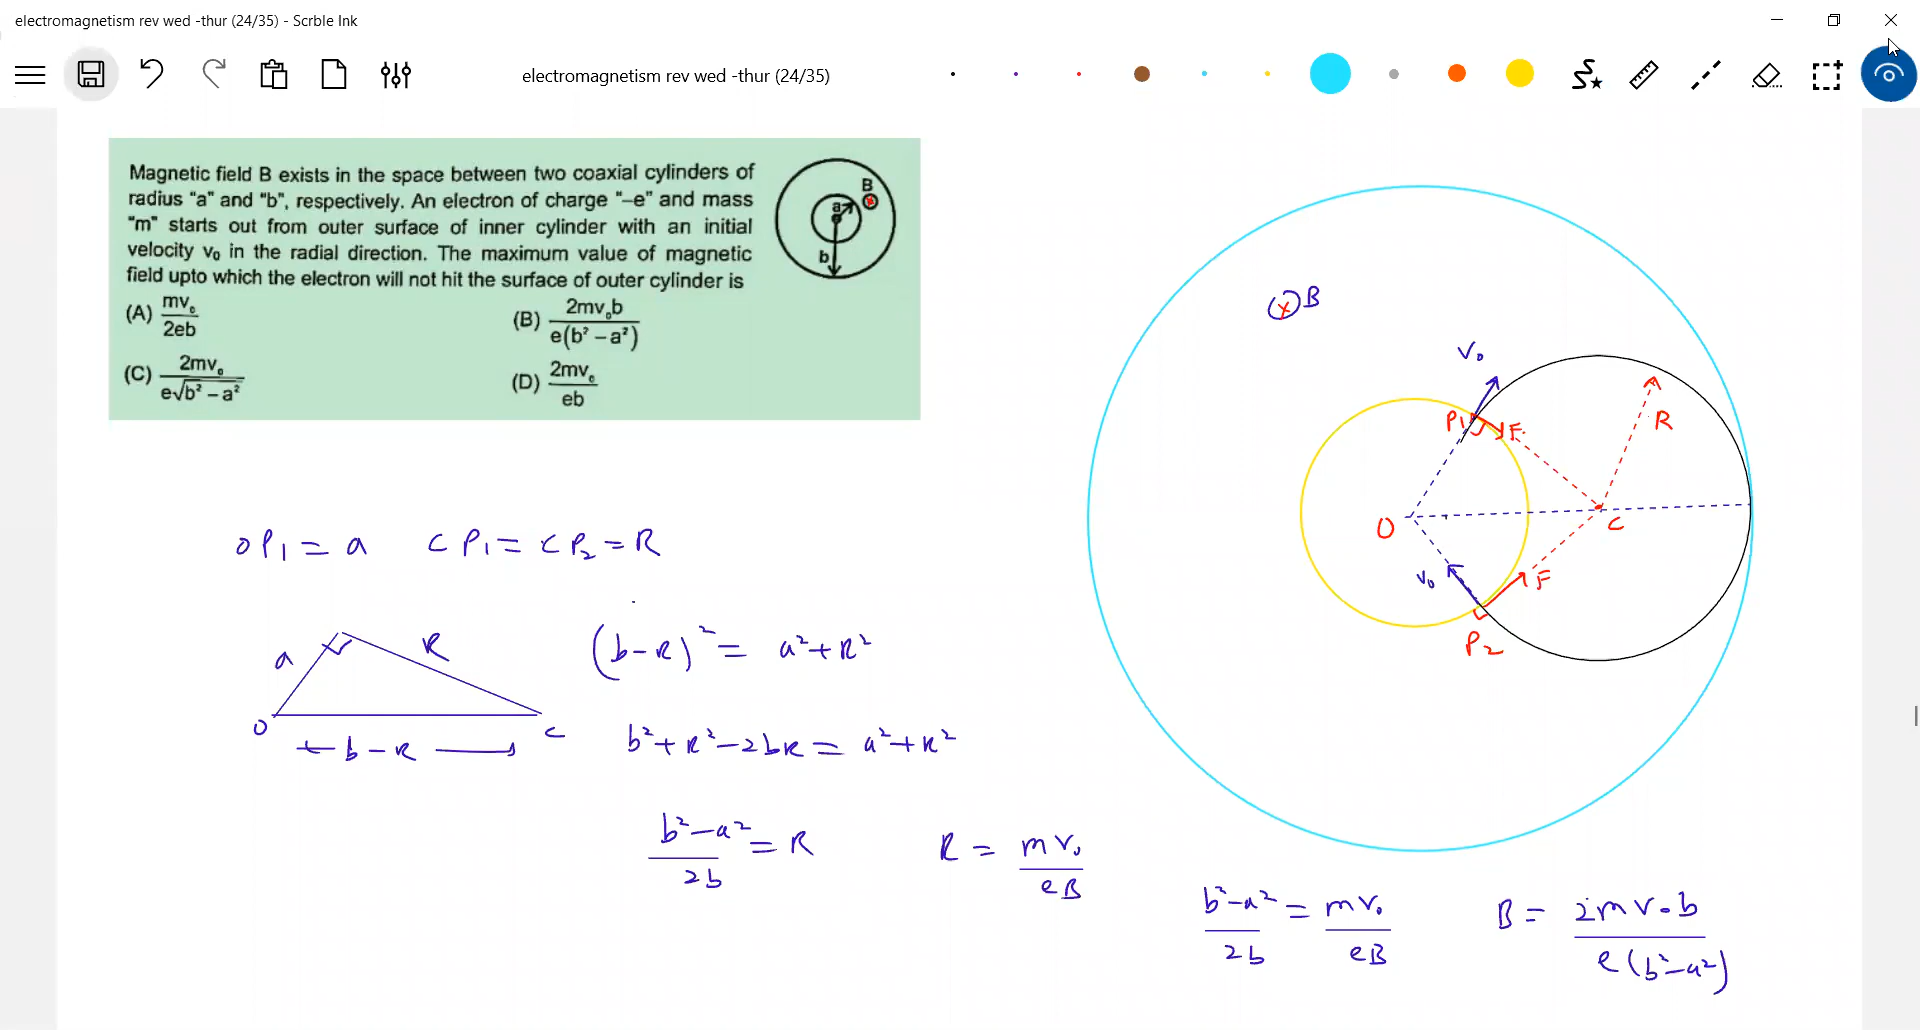 electromagnetism rev wed -thur (24/35) - Scrble Ink
electromagnetism rev wed -thur (24/35)
Magnetic field B exists in the space between two coaxial cylinders of
radius "a" and "b", respectively. An electron of charge "–e" and mass
"m" starts out from outer surface of inner cylinder with an initial
velocity v₀ in the radial direction. The maximum value of magnetic
field upto which the electron will not hit the surface of outer cylinder is
(A) mv₀/2eb
(B) 2mv₀b/e(b² – a²)
(C) 2mv₀/e√b² – a²
(D) 2mv₀/eb
B
a
b
B
V₀
P1
F
R
O
C
V₀
F
P2
OP₁ = a CP₁ = CP₂ = R
a
R
O
C
b – R
(b–R)² = a²+R²
b²+R²–2bR = a²+R²
b²–a²/2b = R
R = mV₀/eB
b²–a²/2b = mV₀/eB
B = 2mV₀b/e(b²–a²)